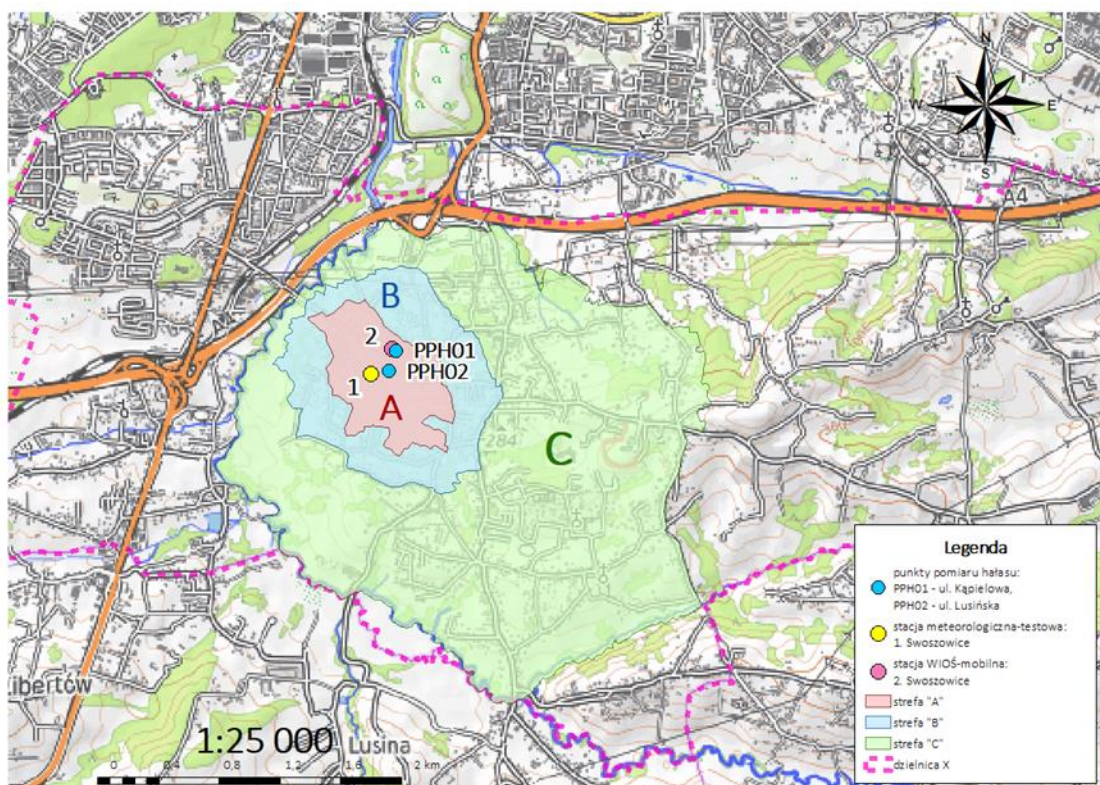 N
W
E
S
A4
B
2
PPH01
PPH02
1
A
284
C
Legenda
punkty pomiaru hałasu:
PPH01 - ul. Kąpielowa,
PPH02 - ul. Lusińska
stacja meteorologiczna-testowa:
1. Swoszowice
stacja WIOŚ-mobilna:
2. Swoszowice
strefa "A"
strefa "B"
strefa "C"
dzielnica X
ibertów
1:25 000
Lusina
0 0,4 0,8 1,2 1,6 2 km